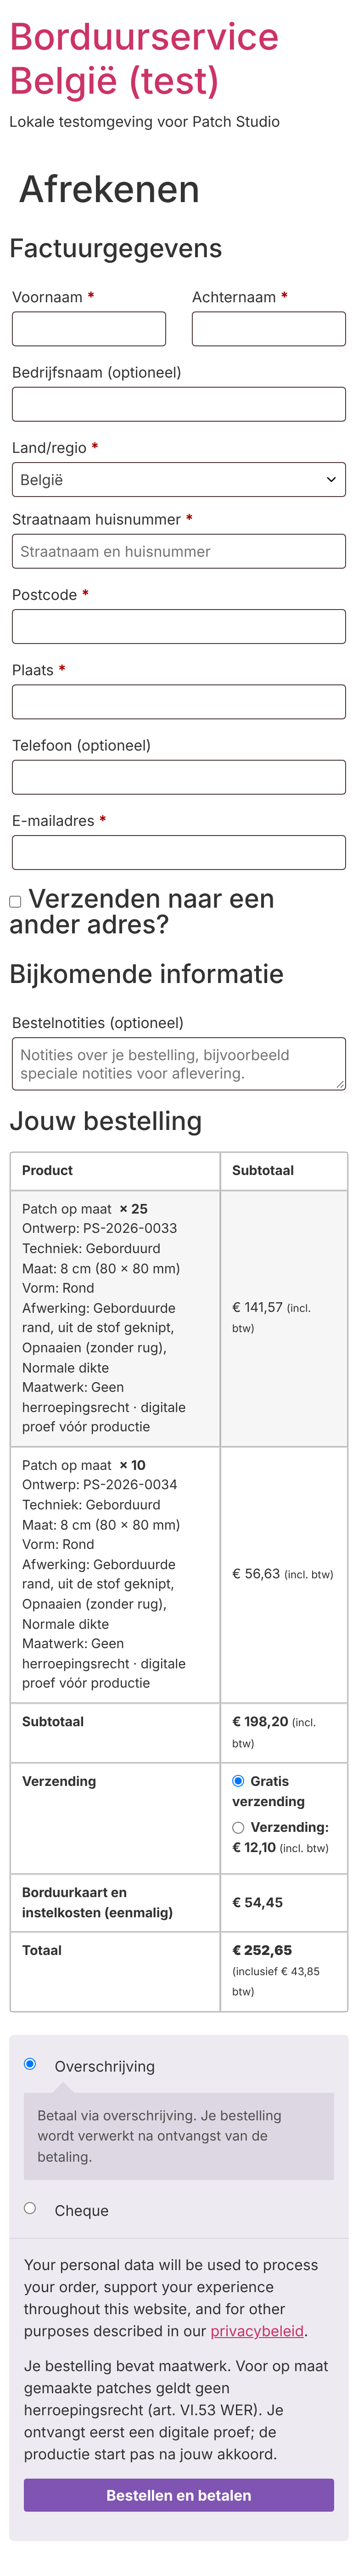 Borduurservice
België (test)
Lokale testomgeving voor Patch Studio
Afrekenen
Factuurgegevens
Voornaam *
Achternaam *
Bedrijfsnaam (optioneel)
Land/regio *
België
Straatnaam huisnummer *
Straatnaam en huisnummer
Postcode *
Plaats *
Telefoon (optioneel)
E-mailadres *
Verzenden naar een
ander adres?
Bijkomende informatie
Bestelnotities (optioneel)
Notities over je bestelling, bijvoorbeeld
speciale notities voor aflevering.
Jouw bestelling
Product
Subtotaal
Patch op maat × 25
Ontwerp: PS-2026-0033
Techniek: Geborduurd
Maat: 8 cm (80 × 80 mm)
Vorm: Rond
Afwerking: Geborduurde
rand, uit de stof geknipt,
Opnaaien (zonder rug),
Normale dikte
Maatwerk: Geen
herroepingsrecht · digitale
proef vóór productie
€ 141,57 (incl.
btw)
Patch op maat × 10
Ontwerp: PS-2026-0034
Techniek: Geborduurd
Maat: 8 cm (80 × 80 mm)
Vorm: Rond
Afwerking: Geborduurde
rand, uit de stof geknipt,
Opnaaien (zonder rug),
Normale dikte
Maatwerk: Geen
herroepingsrecht · digitale
proef vóór productie
€ 56,63 (incl. btw)
Subtotaal
€ 198,20 (incl.
btw)
Verzending
Gratis
verzending
Verzending:
€ 12,10 (incl. btw)
Borduurkaart en
instelkosten (eenmalig)
€ 54,45
Totaal
€ 252,65
(inclusief € 43,85
btw)
Overschrijving
Betaal via overschrijving. Je bestelling
wordt verwerkt na ontvangst van de
betaling.
Cheque
Your personal data will be used to process
your order, support your experience
throughout this website, and for other
purposes described in our privacybeleid.
Je bestelling bevat maatwerk. Voor op maat
gemaakte patches geldt geen
herroepingsrecht (art. VI.53 WER). Je
ontvangt eerst een digitale proef; de
productie start pas na jouw akkoord.
Bestellen en betalen